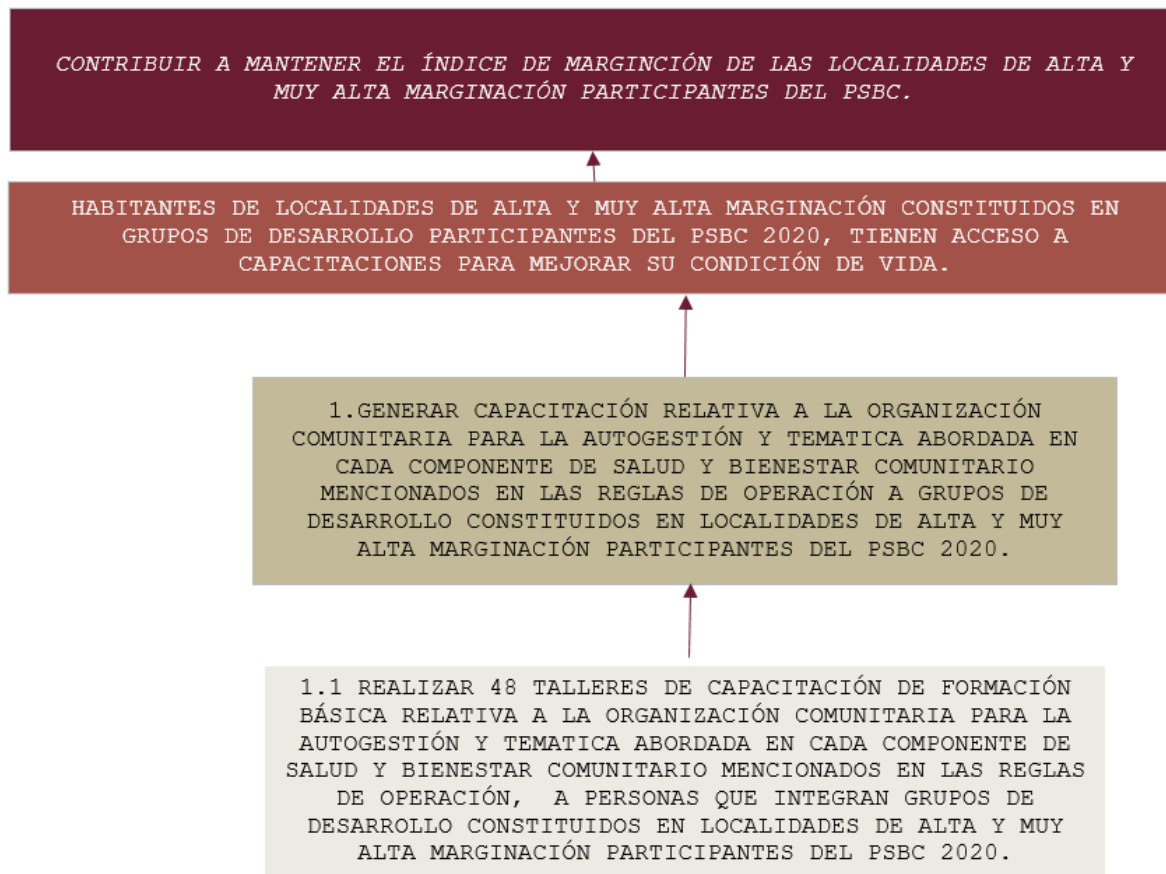 CONTRIBUIR A MANTENER EL ÍNDICE DE MARGINCIÓN DE LAS LOCALIDADES DE ALTA Y
MUY ALTA MARGINACIÓN PARTICIPANTES DEL PSBC.
HABITANTES DE LOCALIDADES DE ALTA Y MUY ALTA MARGINACIÓN CONSTITUIDOS EN
GRUPOS DE DESARROLLO PARTICIPANTES DEL PSBC 2020, TIENEN ACCESO A
CAPACITACIONES PARA MEJORAR SU CONDICIÓN DE VIDA.
1.GENERAR CAPACITACIÓN RELATIVA A LA ORGANIZACIÓN
COMUNITARIA PARA LA AUTOGESTIÓN Y TEMATICA ABORDADA EN
CADA COMPONENTE DE SALUD Y BIENESTAR COMUNITARIO
MENCIONADOS EN LAS REGLAS DE OPERACIÓN A GRUPOS DE
DESARROLLO CONSTITUIDOS EN LOCALIDADES DE ALTA Y MUY
ALTA MARGINACIÓN PARTICIPANTES DEL PSBC 2020.
1.1 REALIZAR 48 TALLERES DE CAPACITACIÓN DE FORMACIÓN
BÁSICA RELATIVA A LA ORGANIZACIÓN COMUNITARIA PARA LA
AUTOGESTIÓN Y TEMATICA ABORDADA EN CADA COMPONENTE DE
SALUD Y BIENESTAR COMUNITARIO MENCIONADOS EN LAS REGLAS
DE OPERACIÓN, A PERSONAS QUE INTEGRAN GRUPOS DE
DESARROLLO CONSTITUIDOS EN LOCALIDADES DE ALTA Y MUY
ALTA MARGINACIÓN PARTICIPANTES DEL PSBC 2020.